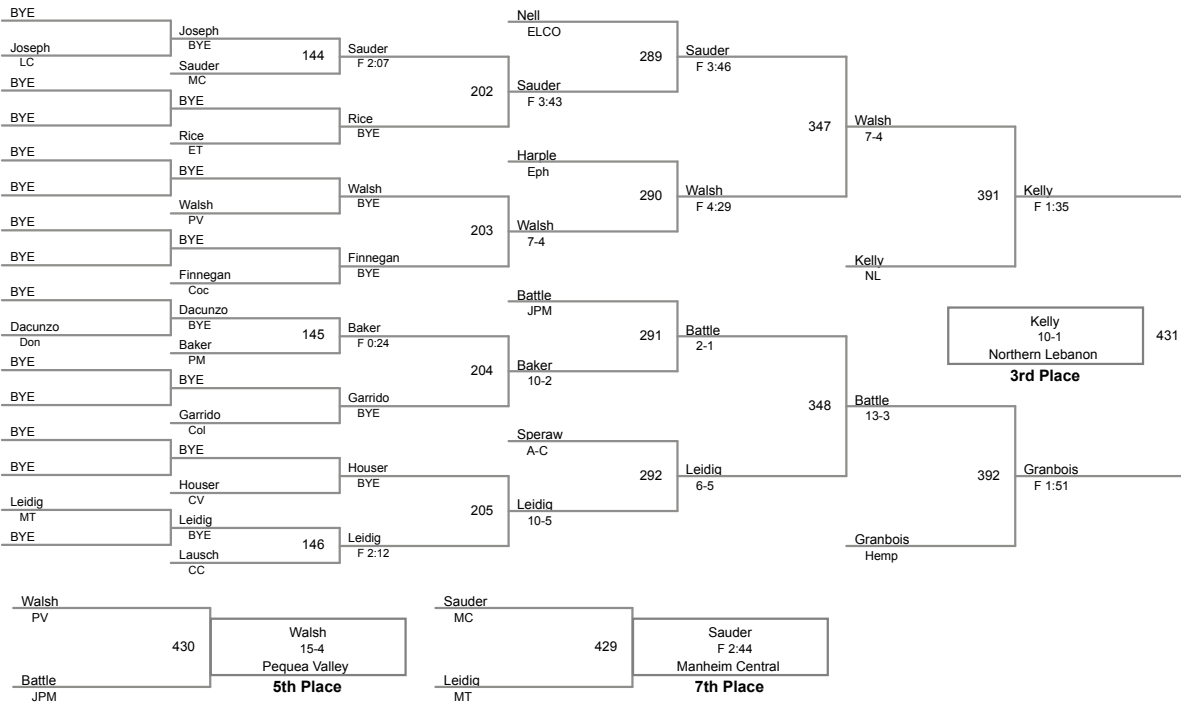 BYE
Joseph
LC
BYE
BYE
BYE
BYE
BYE
BYE
BYE
Dacunzo
Don
BYE
BYE
BYE
BYE
Leidig
MT
BYE
Joseph
BYE
144
Sauder
MC
BYE
Rice
ET
BYE
Walsh
PV
BYE
Finnegan
Coc
Dacunzo
BYE
145
Baker
PM
BYE
Garrido
Col
BYE
Houser
CV
Leidig
BYE
146
Lausch
CC
Sauder
F 2:07
202
Rice
BYE
Walsh
BYE
203
Finnegan
BYE
Baker
F 0:24
204
Garrido
BYE
Houser
BYE
205
Leidig
F 2:12
Nell
ELCO
289
Sauder
F 3:43
Harple
Eph
290
Walsh
7-4
Battle
JPM
291
Baker
10-2
Speraw
A-C
292
Leidig
10-5
Sauder
F 3:46
347
Walsh
F 4:29
Battle
2-1
348
Leidig
6-5
Walsh
7-4
391
Kelly
NL
Battle
13-3
392
Granbois
Hemp
Kelly
F 1:35
Kelly
10-1
Northern Lebanon
431
3rd Place
Granbois
F 1:51
Walsh
PV
430
Battle
JPM
Walsh
15-4
Pequea Valley
5th Place
Sauder
MC
429
Leidig
MT
Sauder
F 2:44
Manheim Central
7th Place